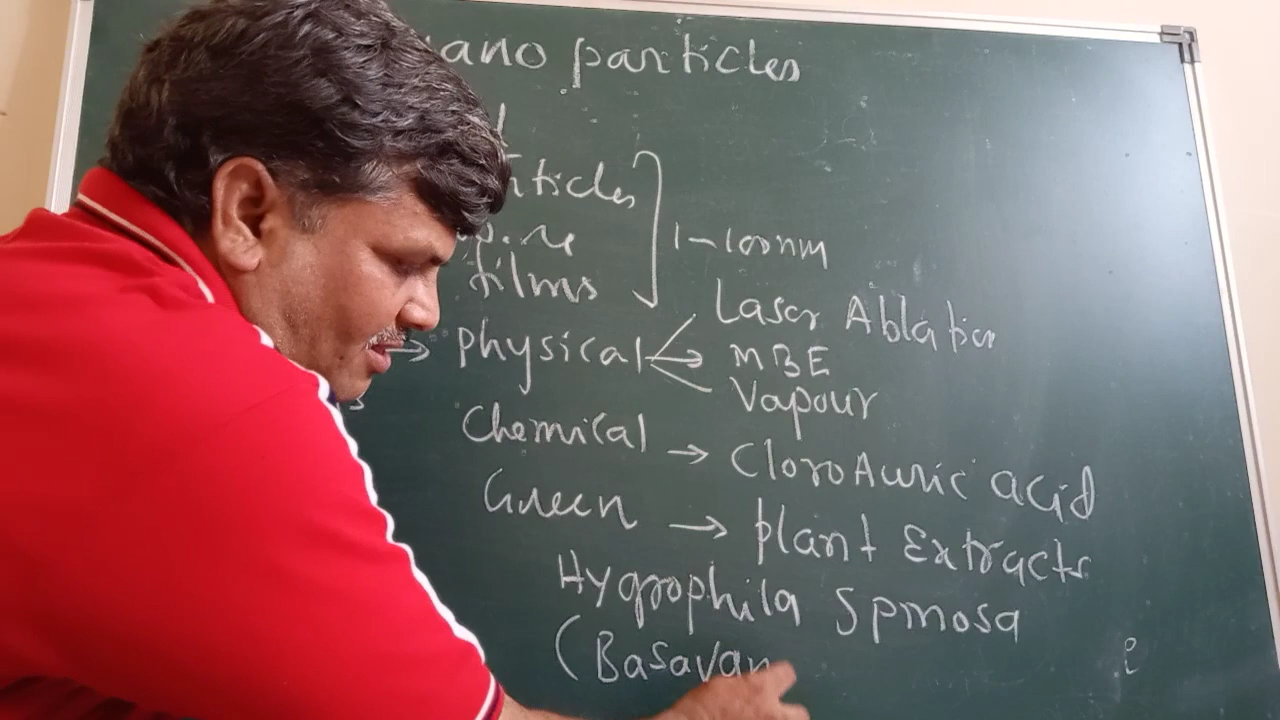 ano particles
ticles
films
1-100nm
Laser Ablation
→ physical → MBE
Vapour
Chemical → CloroAuric acid
Green → plant Extracts
Hygrophila Spinosa
(Basavan